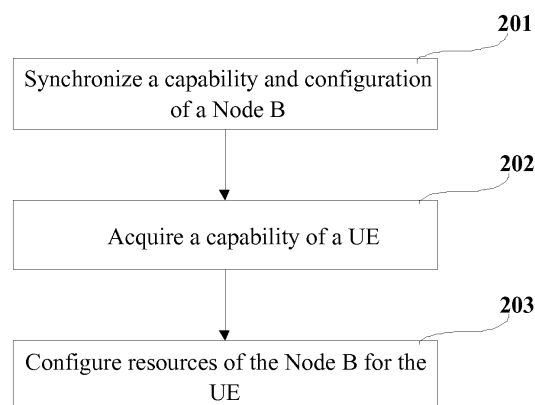 201
Synchronize a capability and configuration
of a Node B
202
Acquire a capability of a UE
203
Configure resources of the Node B for the
UE